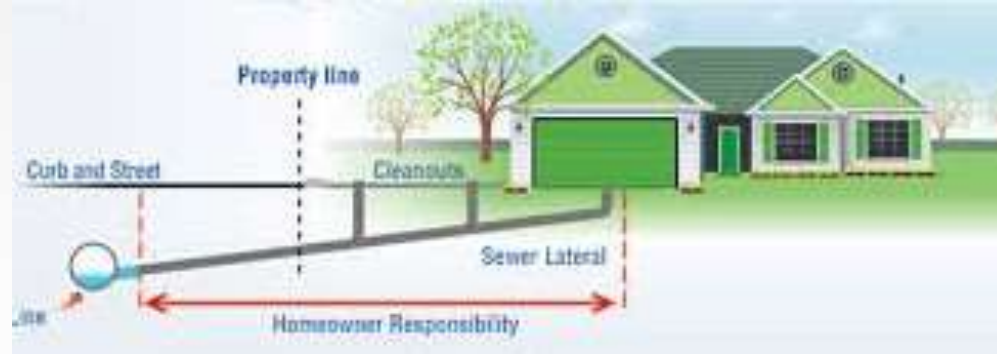 Property line
Curb and Street
Cleanouts
Sewer Lateral
Line
Homeowner Responsibility